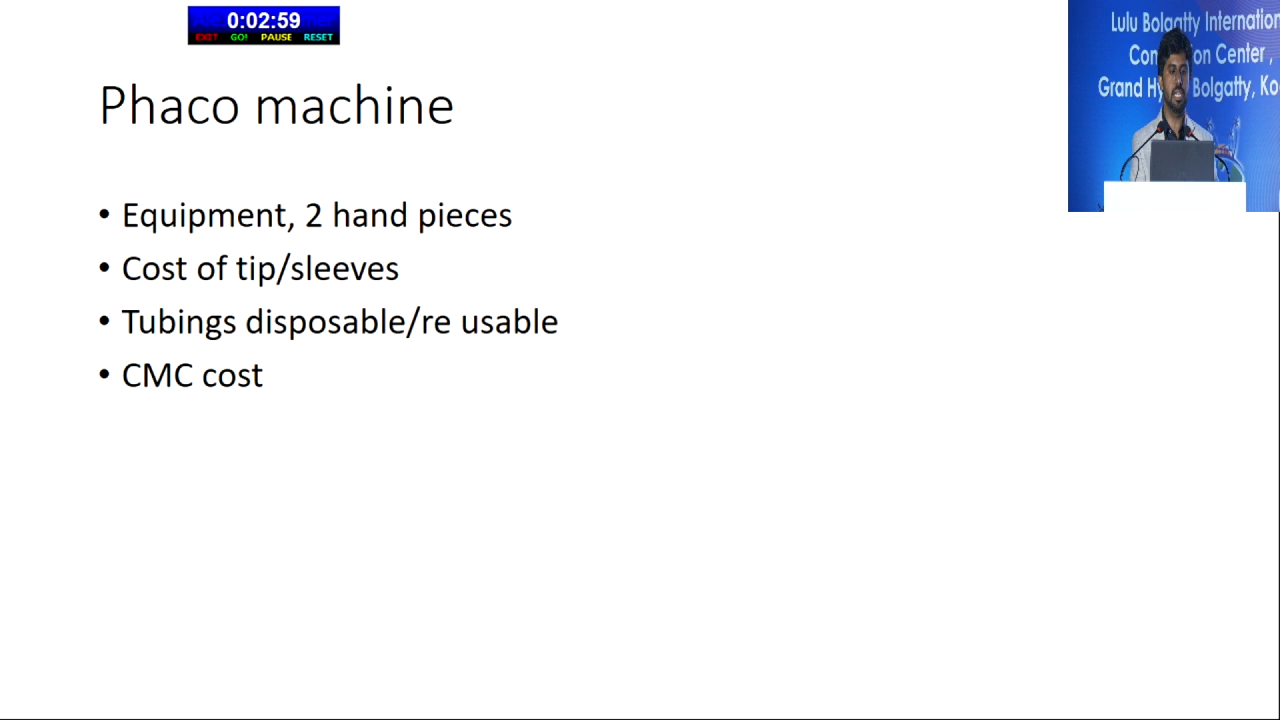 0:02:59
EXIT GO! PAUSE RESET
Lulu Bolgatty Internation
Con on Center ,
Grand Hy Bolgatty, Ko
Phaco machine
• Equipment, 2 hand pieces
• Cost of tip/sleeves
• Tubings disposable/re usable
• CMC cost